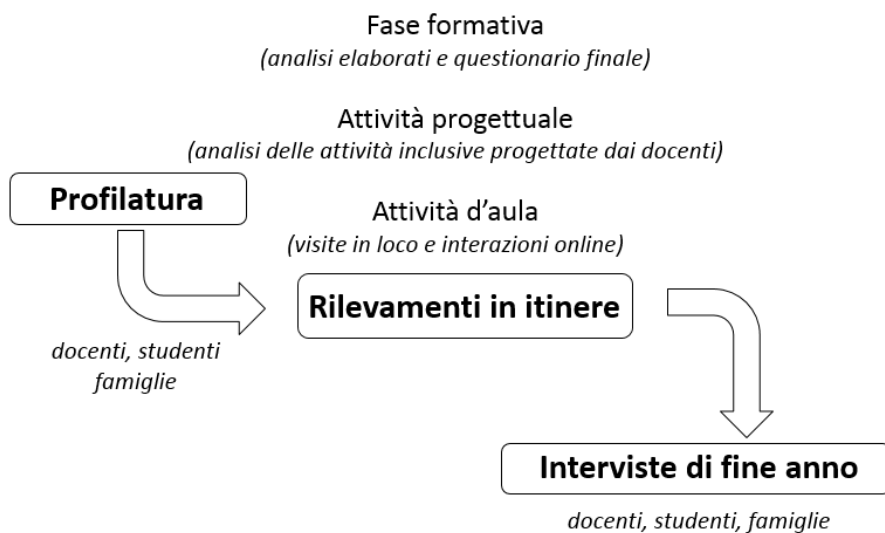 Fase formativa
(analisi elaborati e questionario finale)
Attività progettuale
(analisi delle attività inclusive progettate dai docenti)
Profilatura
Attività d’aula
(visite in loco e interazioni online)
Rilevamenti in itinere
docenti, studenti
famiglie
Interviste di fine anno
docenti, studenti, famiglie